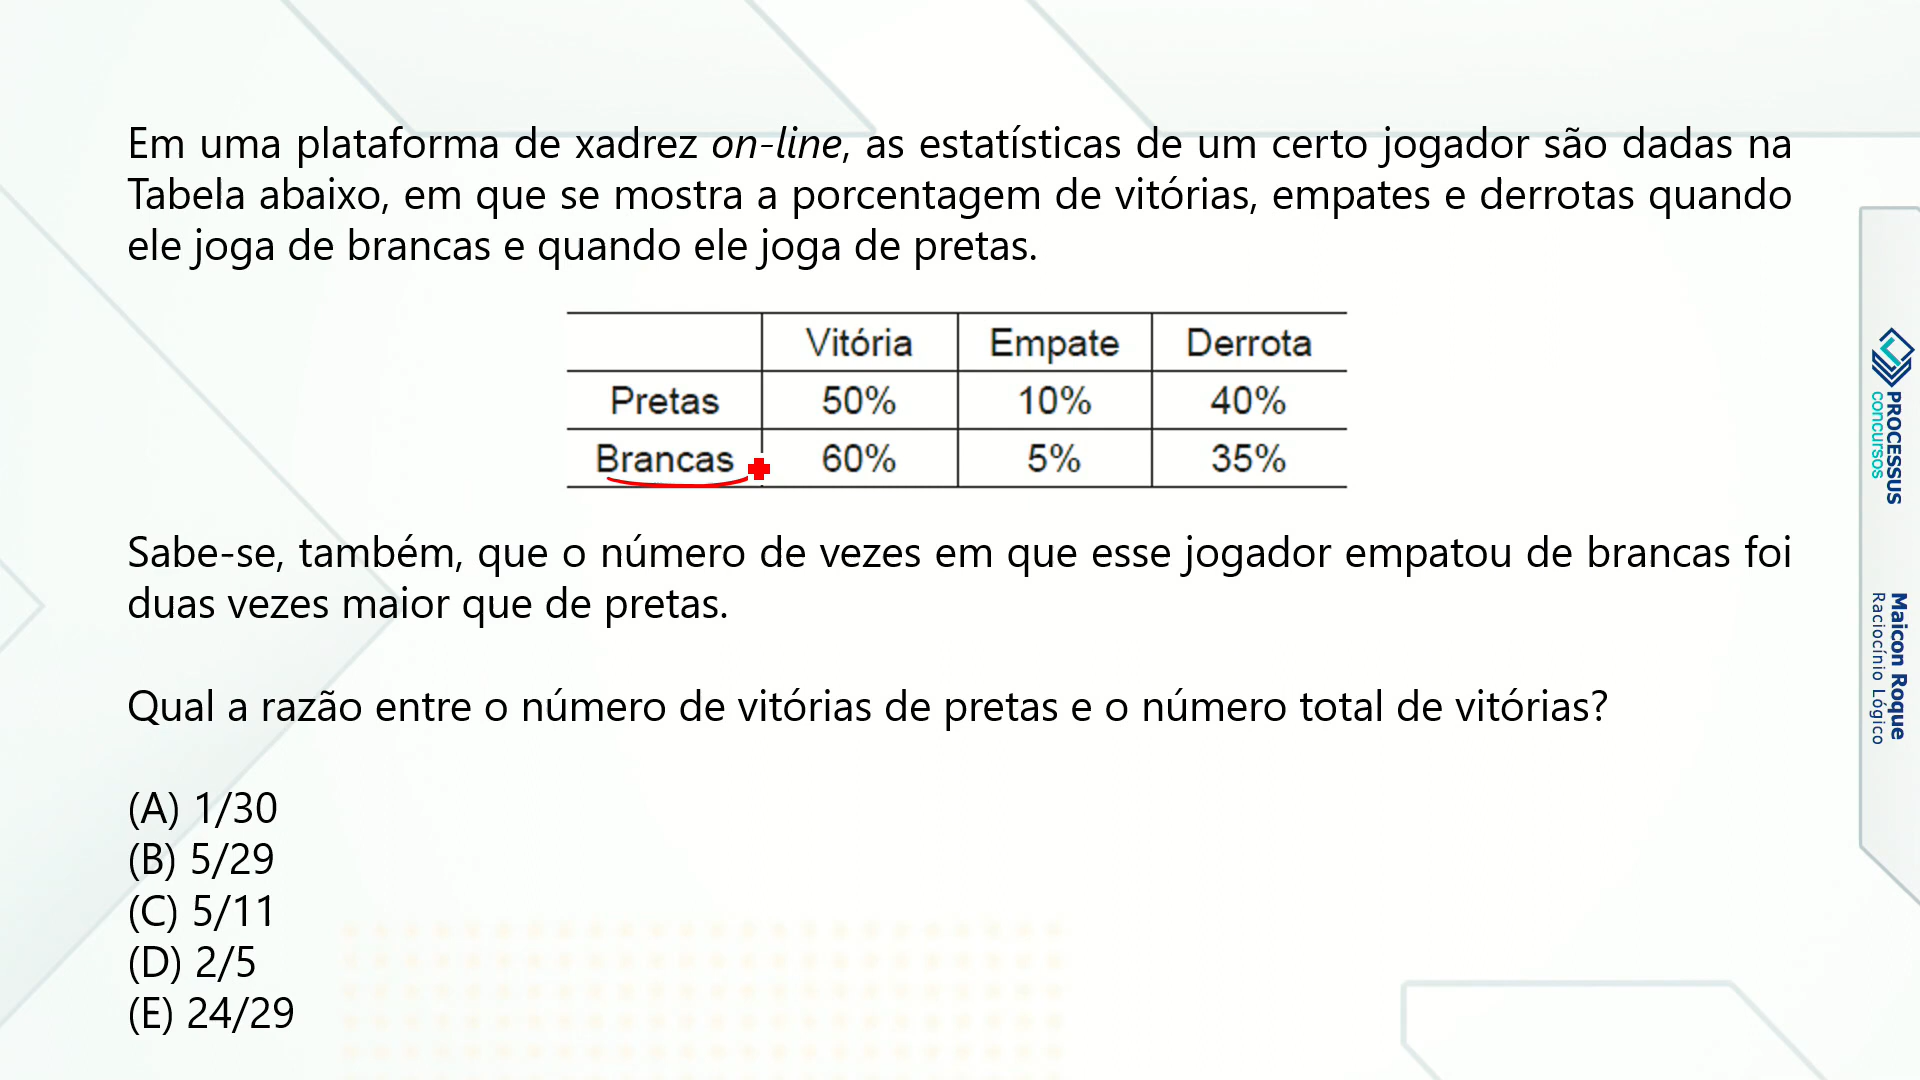 Em uma plataforma de xadrez on-line, as estatísticas de um certo jogador são dadas na
Tabela abaixo, em que se mostra a porcentagem de vitórias, empates e derrotas quando
ele joga de brancas e quando ele joga de pretas.
Vitória Empate Derrota
Pretas 50% 10% 40%
Brancas 60% 5% 35%
Sabe-se, também, que o número de vezes em que esse jogador empatou de brancas foi
duas vezes maior que de pretas.
Qual a razão entre o número de vitórias de pretas e o número total de vitórias?
(A) 1/30
(B) 5/29
(C) 5/11
(D) 2/5
(E) 24/29
PROCESSUS
concursos
Maicon Roque
Raciocínio Lógico